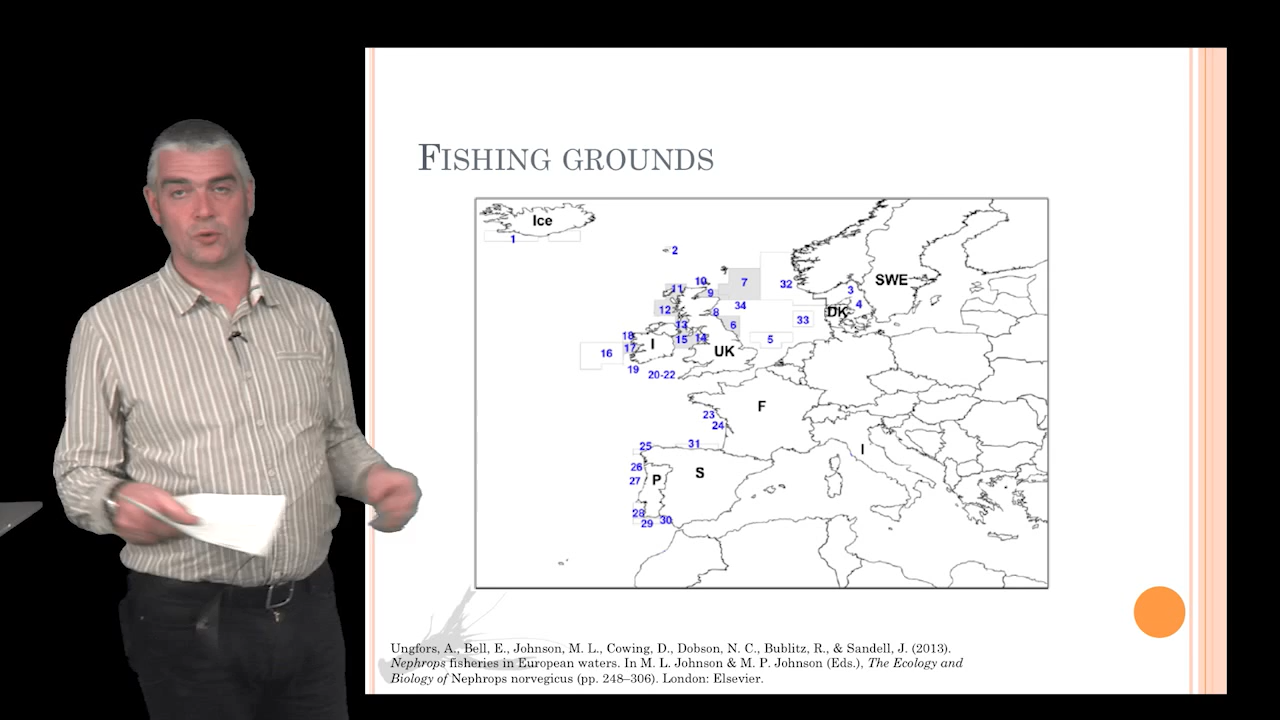 FISHING GROUNDS
Ice
1
2
SWE
7
32
10
11
9
3
4
34
12
8
DK
33
13
6
18
15
14
5
17
I
UK
16
19
20-22
F
23
24
31
25
I
26
S
27
P
28
30
29
Ungfors, A., Bell, E., Johnson, M. L., Cowing, D., Dobson, N. C., Bublitz, R., & Sandell, J. (2013).
Nephrops fisheries in European waters. In M. L. Johnson & M. P. Johnson (Eds.), The Ecology and
Biology of Nephrops norvegicus (pp. 248–306). London: Elsevier.